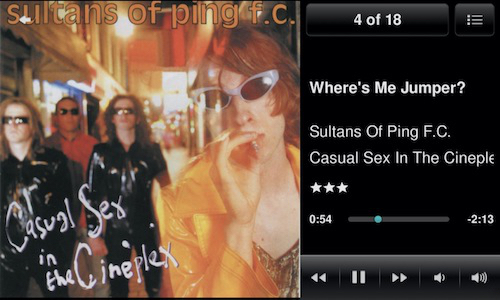 sultans of ping f.c.
Casual Sex
in
the Cineplex
4 of 18
Where's Me Jumper?
Sultans Of Ping F.C.
Casual Sex In The Cineple
0:54
-2:13